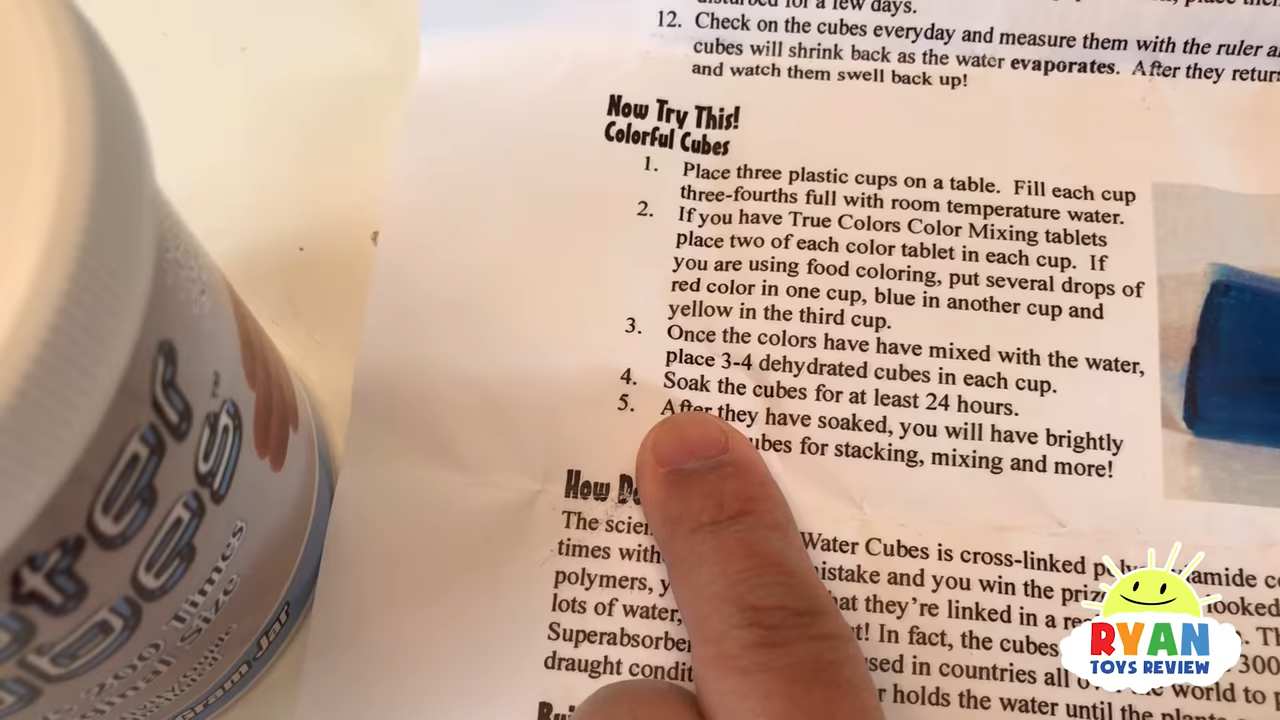 disturbed for a few days.
12. Check on the cubes everyday and measure them with the ruler
cubes will shrink back as the water evaporates. After they
and watch them swell back up!
Now Try This!
Colorful Cubes
1. Place three plastic cups on a table. Fill each cup
three-fourths full with room temperature water.
2. If you have True Colors Color Mixing tablets
place two of each color tablet in each cup. If
you are using food coloring, put several drops of
red color in one cup, blue in another cup and
yellow in the third cup.
3. Once the colors have have mixed with the water,
place 3-4 dehydrated cubes in each cup.
4. Soak the cubes for at least 24 hours.
5. After they have soaked, you will have brightly
ubes for stacking, mixing and more!
How
The
Water Cubes is cross-linked
times with
mistake and you win the
polymers,
that they're linked in a
lots of water,
t! In fact, the cubes
300
Superabsorbe
used in countries all
world to
draught condit
r holds the water until the
200 Times
Size
Gram Jar
RYAN
TOYS REVIEW